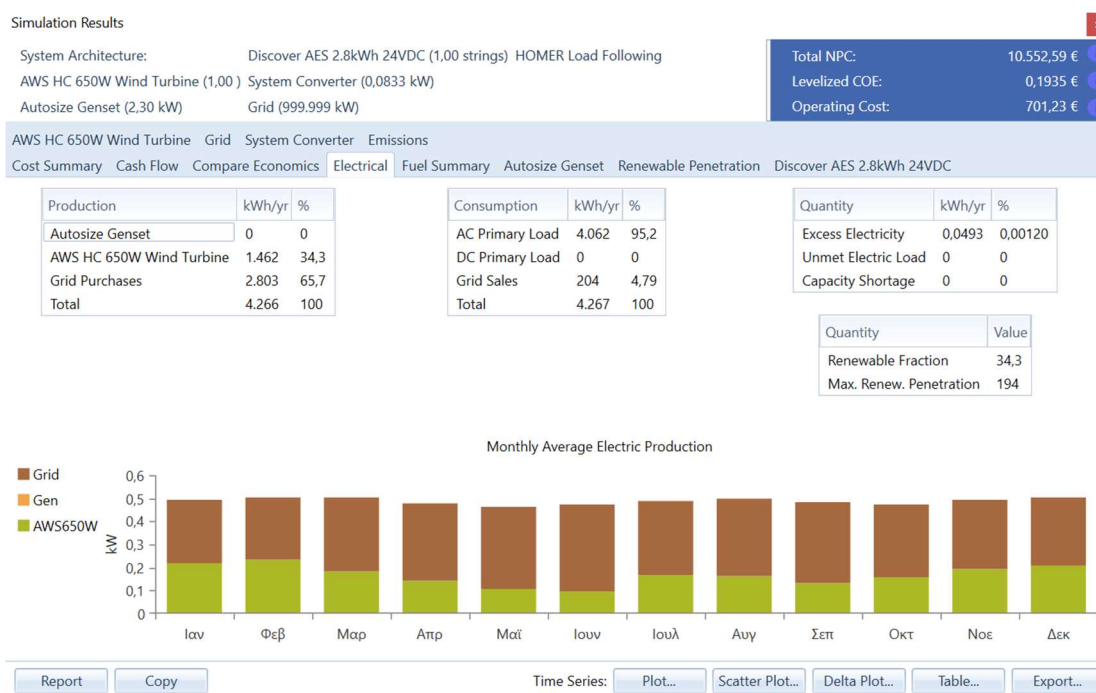 Simulation Results
System Architecture: Discover AES 2.8kWh 24VDC (1,00 strings) HOMER Load Following
AWS HC 650W Wind Turbine (1,00 ) System Converter (0,0833 kW)
Autosize Genset (2,30 kW) Grid (999.999 kW)
Total NPC: 10.552,59 €
Levelized COE: 0,1935 €
Operating Cost: 701,23 €
AWS HC 650W Wind Turbine Grid System Converter Emissions
Cost Summary Cash Flow Compare Economics Electrical Fuel Summary Autosize Genset Renewable Penetration Discover AES 2.8kWh 24VDC
Production kWh/yr %
Autosize Genset 0 0
AWS HC 650W Wind Turbine 1.462 34,3
Grid Purchases 2.803 65,7
Total 4.266 100
Consumption kWh/yr %
AC Primary Load 4.062 95,2
DC Primary Load 0 0
Grid Sales 204 4,79
Total 4.267 100
Quantity kWh/yr %
Excess Electricity 0,0493 0,00120
Unmet Electric Load 0 0
Capacity Shortage 0 0
Quantity Value
Renewable Fraction 34,3
Max. Renew. Penetration 194
Monthly Average Electric Production
Grid
Gen
AWS650W
kW
0,6
0,5
0,4
0,3
0,2
0,1
0
Ιαν Φεβ Μαρ Απρ Μαϊ Ιουν Ιουλ Αυγ Σεπ Οκτ Νοε Δεκ
Report Copy Time Series: Plot... Scatter Plot... Delta Plot... Table... Export...